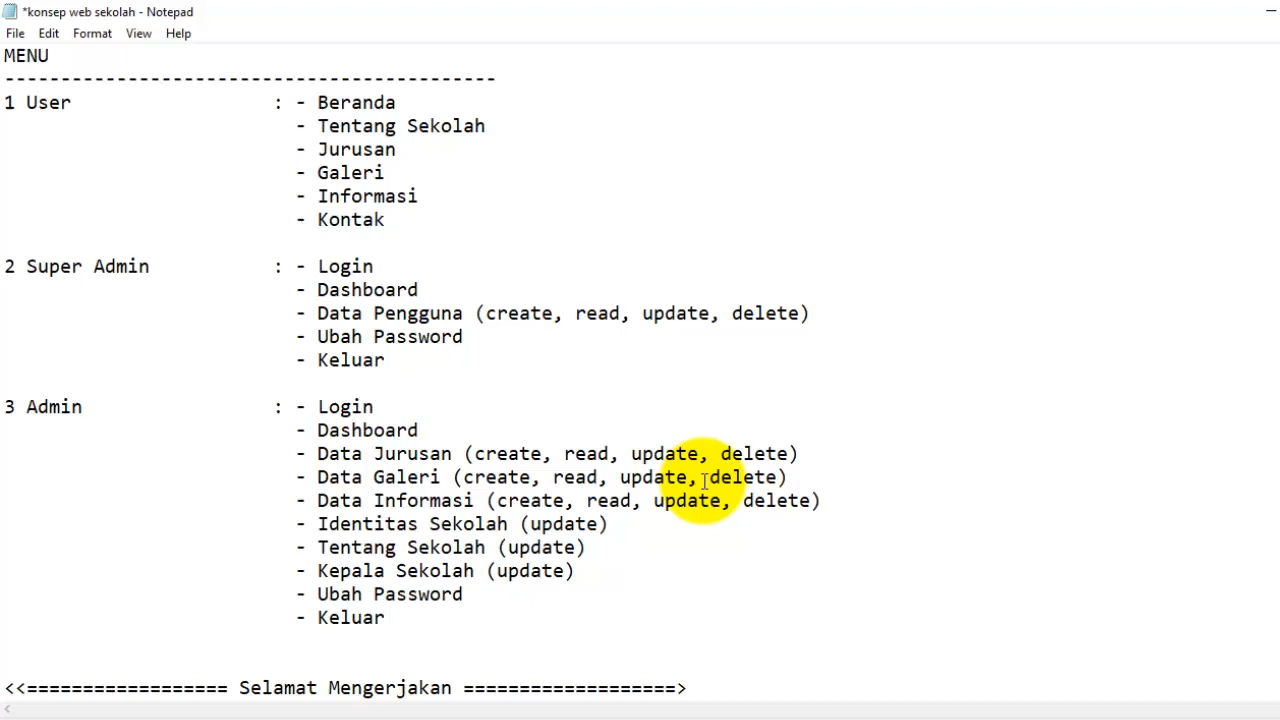 *konsep web sekolah - Notepad
File Edit Format View Help
MENU
--------------------------------------------
1 User : - Beranda
- Tentang Sekolah
- Jurusan
- Galeri
- Informasi
- Kontak
2 Super Admin : - Login
- Dashboard
- Data Pengguna (create, read, update, delete)
- Ubah Password
- Keluar
3 Admin : - Login
- Dashboard
- Data Jurusan (create, read, update, delete)
- Data Galeri (create, read, update, delete)
- Data Informasi (create, read, update, delete)
- Identitas Sekolah (update)
- Tentang Sekolah (update)
- Kepala Sekolah (update)
- Ubah Password
- Keluar
<<================== Selamat Mengerjakan ===================>